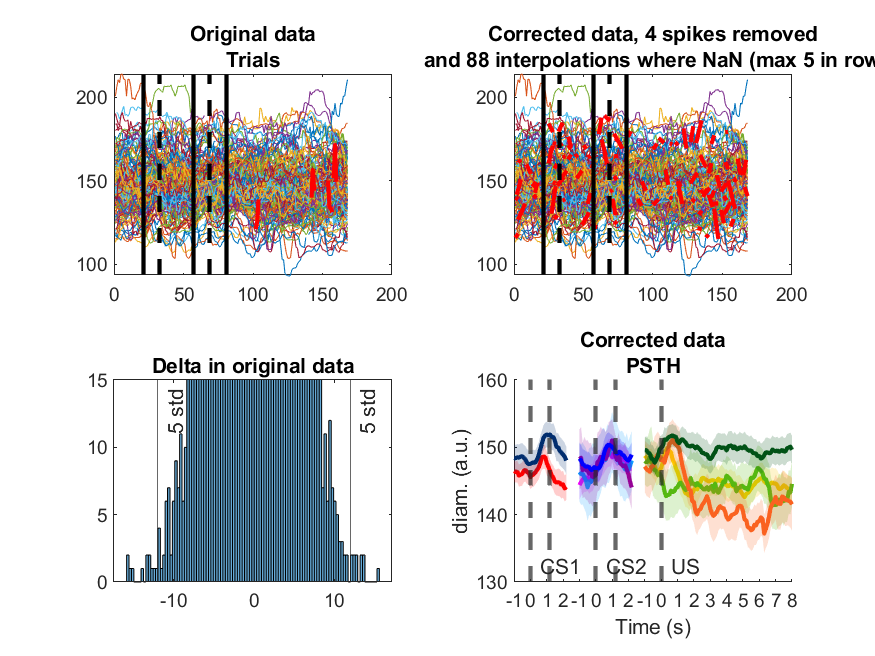 Original data
Trials
200
150
100
0 50 100 150 200
Corrected data, 4 spikes removed
and 88 interpolations where NaN (max 5 in row
200
150
100
0 50 100 150 200
Delta in original data
15
10
5
0
5 std
5 std
-10 0 10
Corrected data
PSTH
diam. (a.u.)
160
150
140
130
CS1 CS2 US
-1 0 1 2 -1 0 1 2 -1 0 1 2 3 4 5 6 7 8
Time (s)